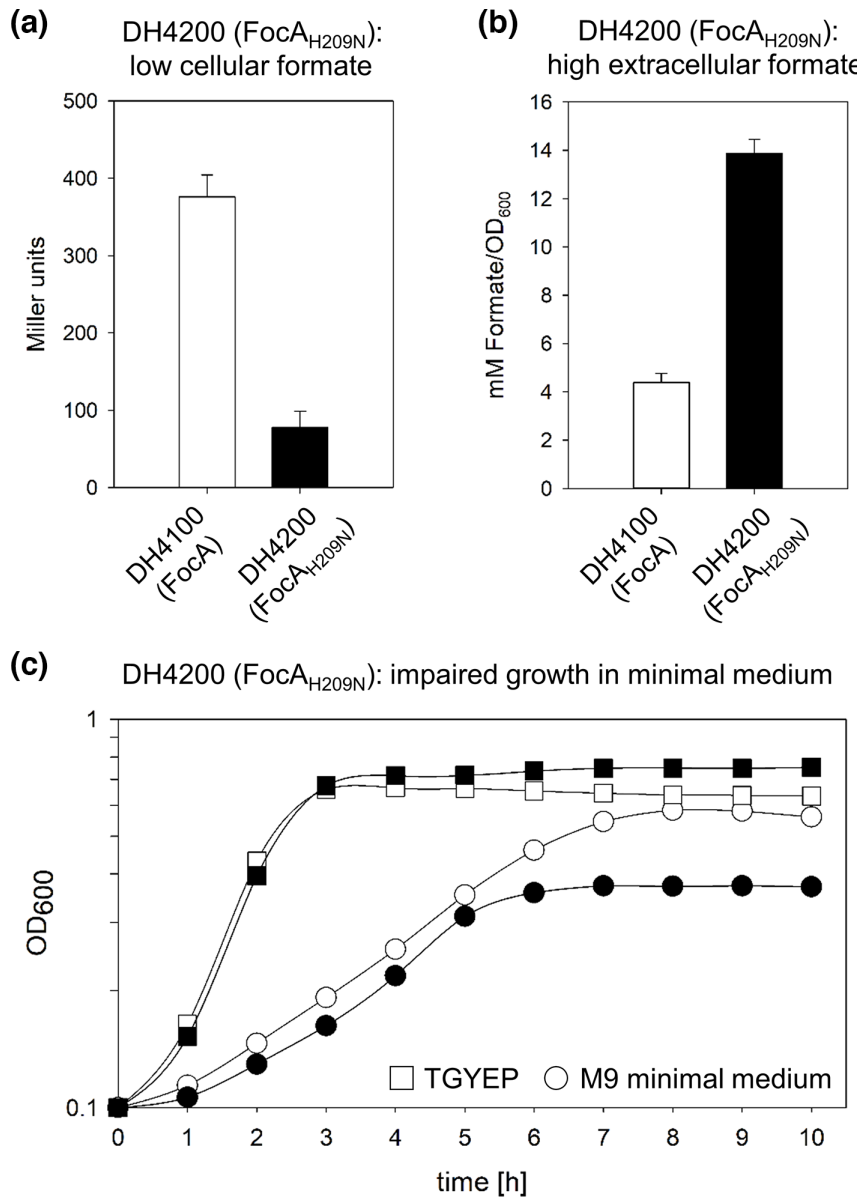 (a)
DH4200 (FocAH209N):
low cellular formate
500
400
300
200
100
0
Miller units
DH4100
(FocA)
DH4200
(FocAH209N)
(b)
DH4200 (FocAH209N):
high extracellular formate
16
14
12
10
8
6
4
2
0
mM Formate/OD600
DH4100
(FocA)
DH4200
(FocAH209N)
(c)
DH4200 (FocAH209N): impaired growth in minimal medium
1
0.1
OD600
TGYEP
M9 minimal medium
0 1 2 3 4 5 6 7 8 9 10
time [h]